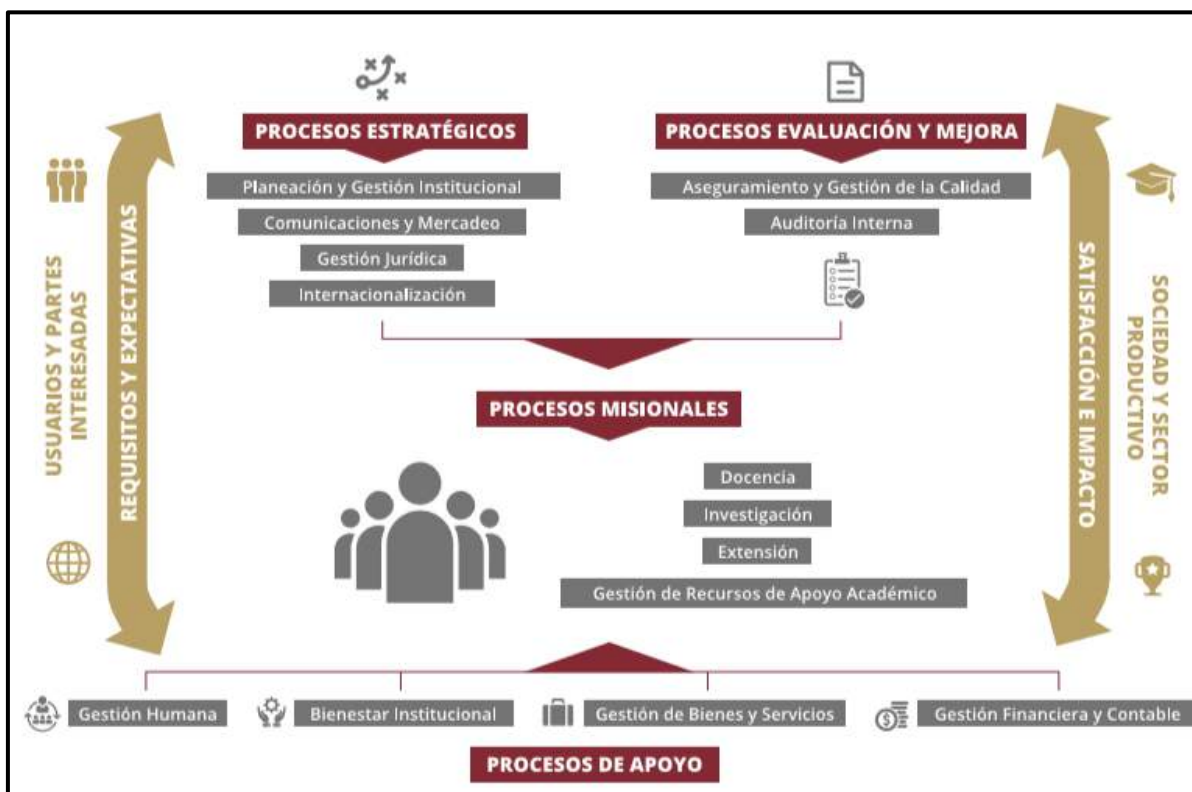 PROCESOS ESTRATÉGICOS
Planeación y Gestión Institucional
Comunicaciones y Mercadeo
Gestión Jurídica
Internacionalización
PROCESOS EVALUACIÓN Y MEJORA
Aseguramiento y Gestión de la Calidad
Auditoría Interna
USUARIOS Y PARTES
INTERESADAS
REQUISITOS Y EXPECTATIVAS
PROCESOS MISIONALES
Docencia
Investigación
Extensión
Gestión de Recursos de Apoyo Académico
SATISFACCIÓN E IMPACTO
SOCIEDAD Y SECTOR
PRODUCTIVO
Gestión Humana
Bienestar Institucional
Gestión de Bienes y Servicios
Gestión Financiera y Contable
PROCESOS DE APOYO